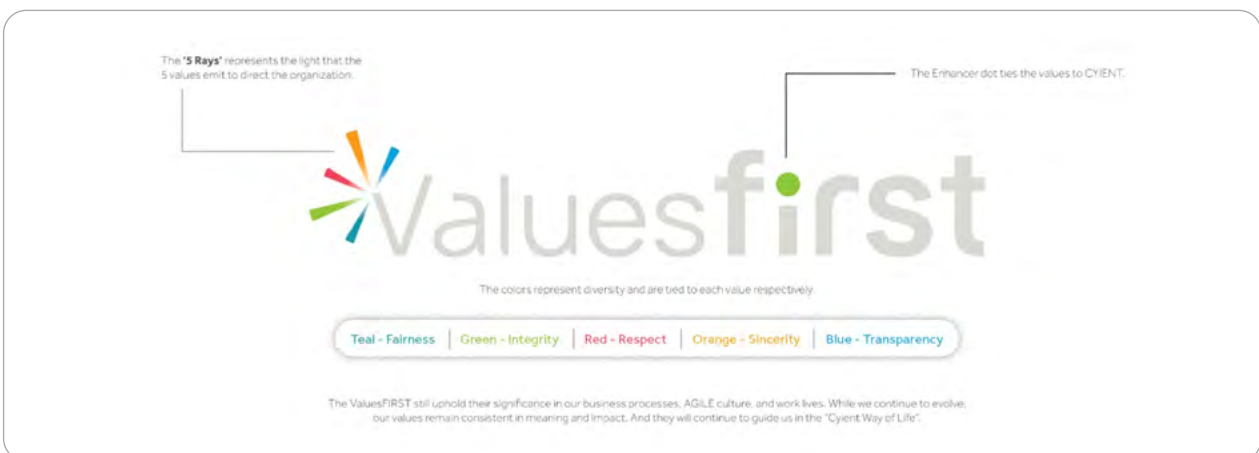 The '5 Rays' represents the light that the
5 values emit to direct the organization.
The Enhancer dot ties the values to CYIENT.
Valuesfirst
The colors represent diversity and are tied to each value respectively
Teal - Fairness | Green - Integrity | Red - Respect | Orange - Sincerity | Blue - Transparency
The ValuesFIRST still uphold their significance in our business processes, AGILE culture, and work lives. While we continue to evolve,
our values remain consistent in meaning and impact. And they will continue to guide us in the "Cyient Way of Life".